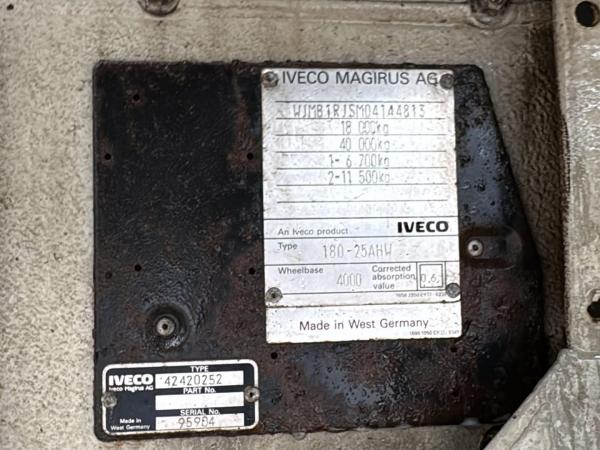 IVECO MAGIRUS AG
WJMB1RJSM04144813
18 000kg
40 000kg
1- 6 700kg
2-11 500kg
An Iveco product IVECO
Type 180-25AHW
Wheelbase 4000 Corrected absorption value 0.6
Made in West Germany
IVECO
Iveco Magirus AG
TYPE
42420252
PART No.
SERIAL No.
95904
Made in
West Germany